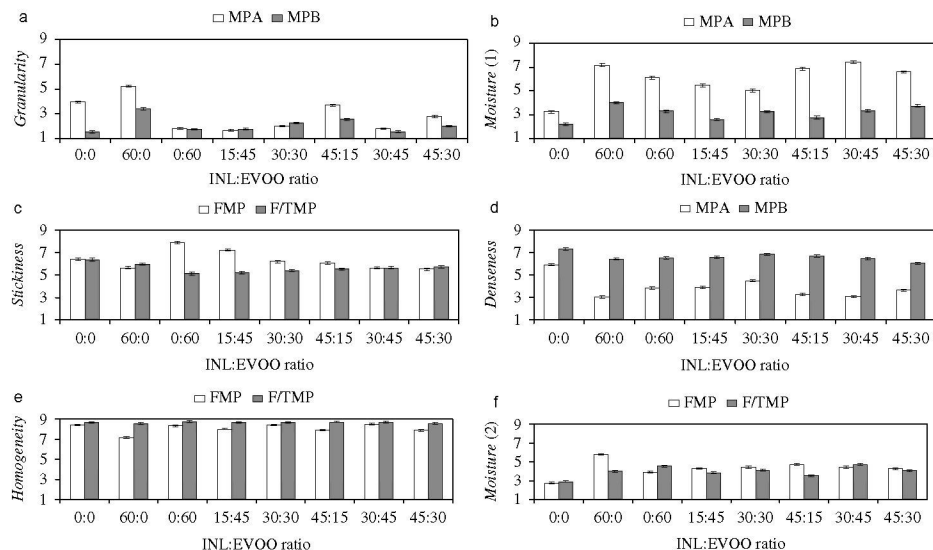 a
MPA MPB
Granularity
9
7
5
3
1
0:0 60:0 0:60 15:45 30:30 45:15 30:45 45:30
INL:EVOO ratio
b
MPA MPB
Moisture (1)
9
7
5
3
1
0:0 60:0 0:60 15:45 30:30 45:15 30:45 45:30
INL:EVOO ratio
c
FMP F/TMP
Stickiness
9
7
5
3
1
0:0 60:0 0:60 15:45 30:30 45:15 30:45 45:30
INL:EVOO ratio
d
MPA MPB
Denseness
9
7
5
3
1
0:0 60:0 0:60 15:45 30:30 45:15 30:45 45:30
INL:EVOO ratio
e
FMP F/TMP
Homogeneity
9
7
5
3
1
0:0 60:0 0:60 15:45 30:30 45:15 30:45 45:30
INL:EVOO ratio
f
FMP F/TMP
Moisture (2)
9
7
5
3
1
0:0 60:0 0:60 15:45 30:30 45:15 30:45 45:30
INL:EVOO ratio